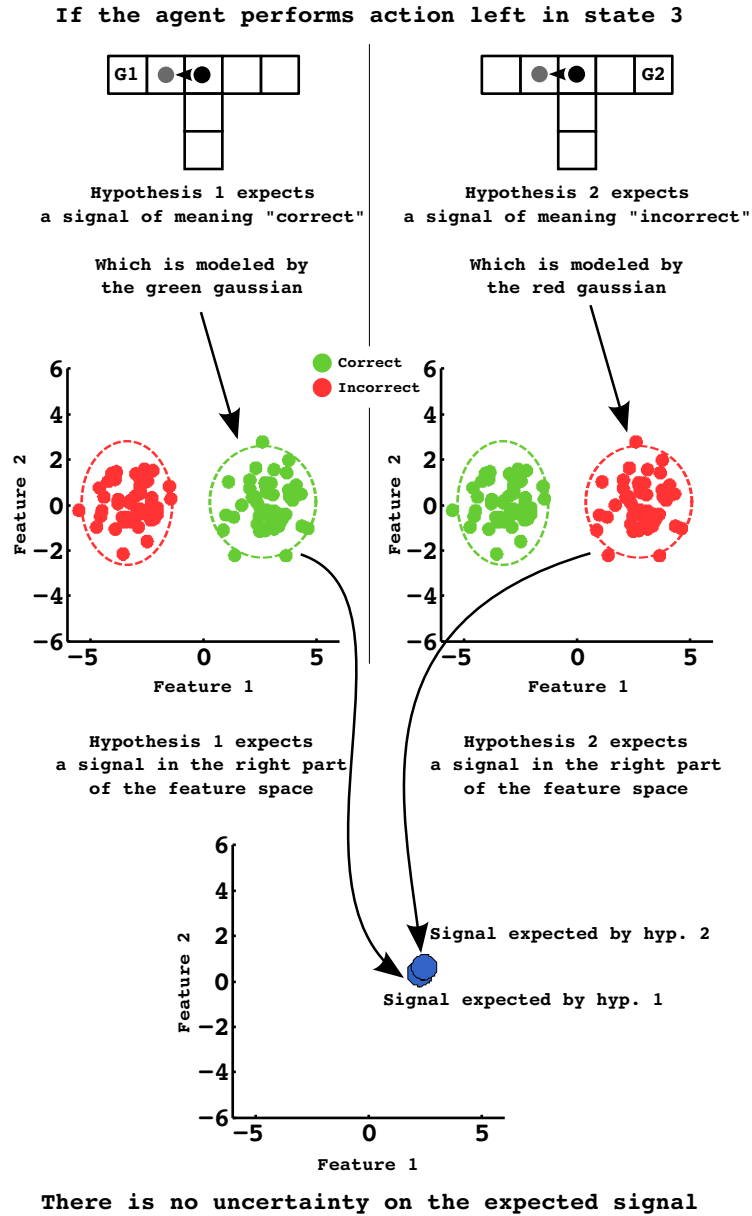 If the agent performs action left in state 3
G1
G2
Hypothesis 1 expects
a signal of meaning "correct"
Hypothesis 2 expects
a signal of meaning "incorrect"
Which is modeled by
the green gaussian
Which is modeled by
the red gaussian
Correct
Incorrect
6
4
2
0
−2
−4
−6
−5
0
5
Feature 2
Feature 1
6
4
2
0
−2
−4
−6
−5
0
5
Feature 2
Feature 1
Hypothesis 1 expects
a signal in the right part
of the feature space
Hypothesis 2 expects
a signal in the right part
of the feature space
6
4
2
0
−2
−4
−6
−5
0
5
Feature 2
Feature 1
Signal expected by hyp. 2
Signal expected by hyp. 1
There is no uncertainty on the expected signal